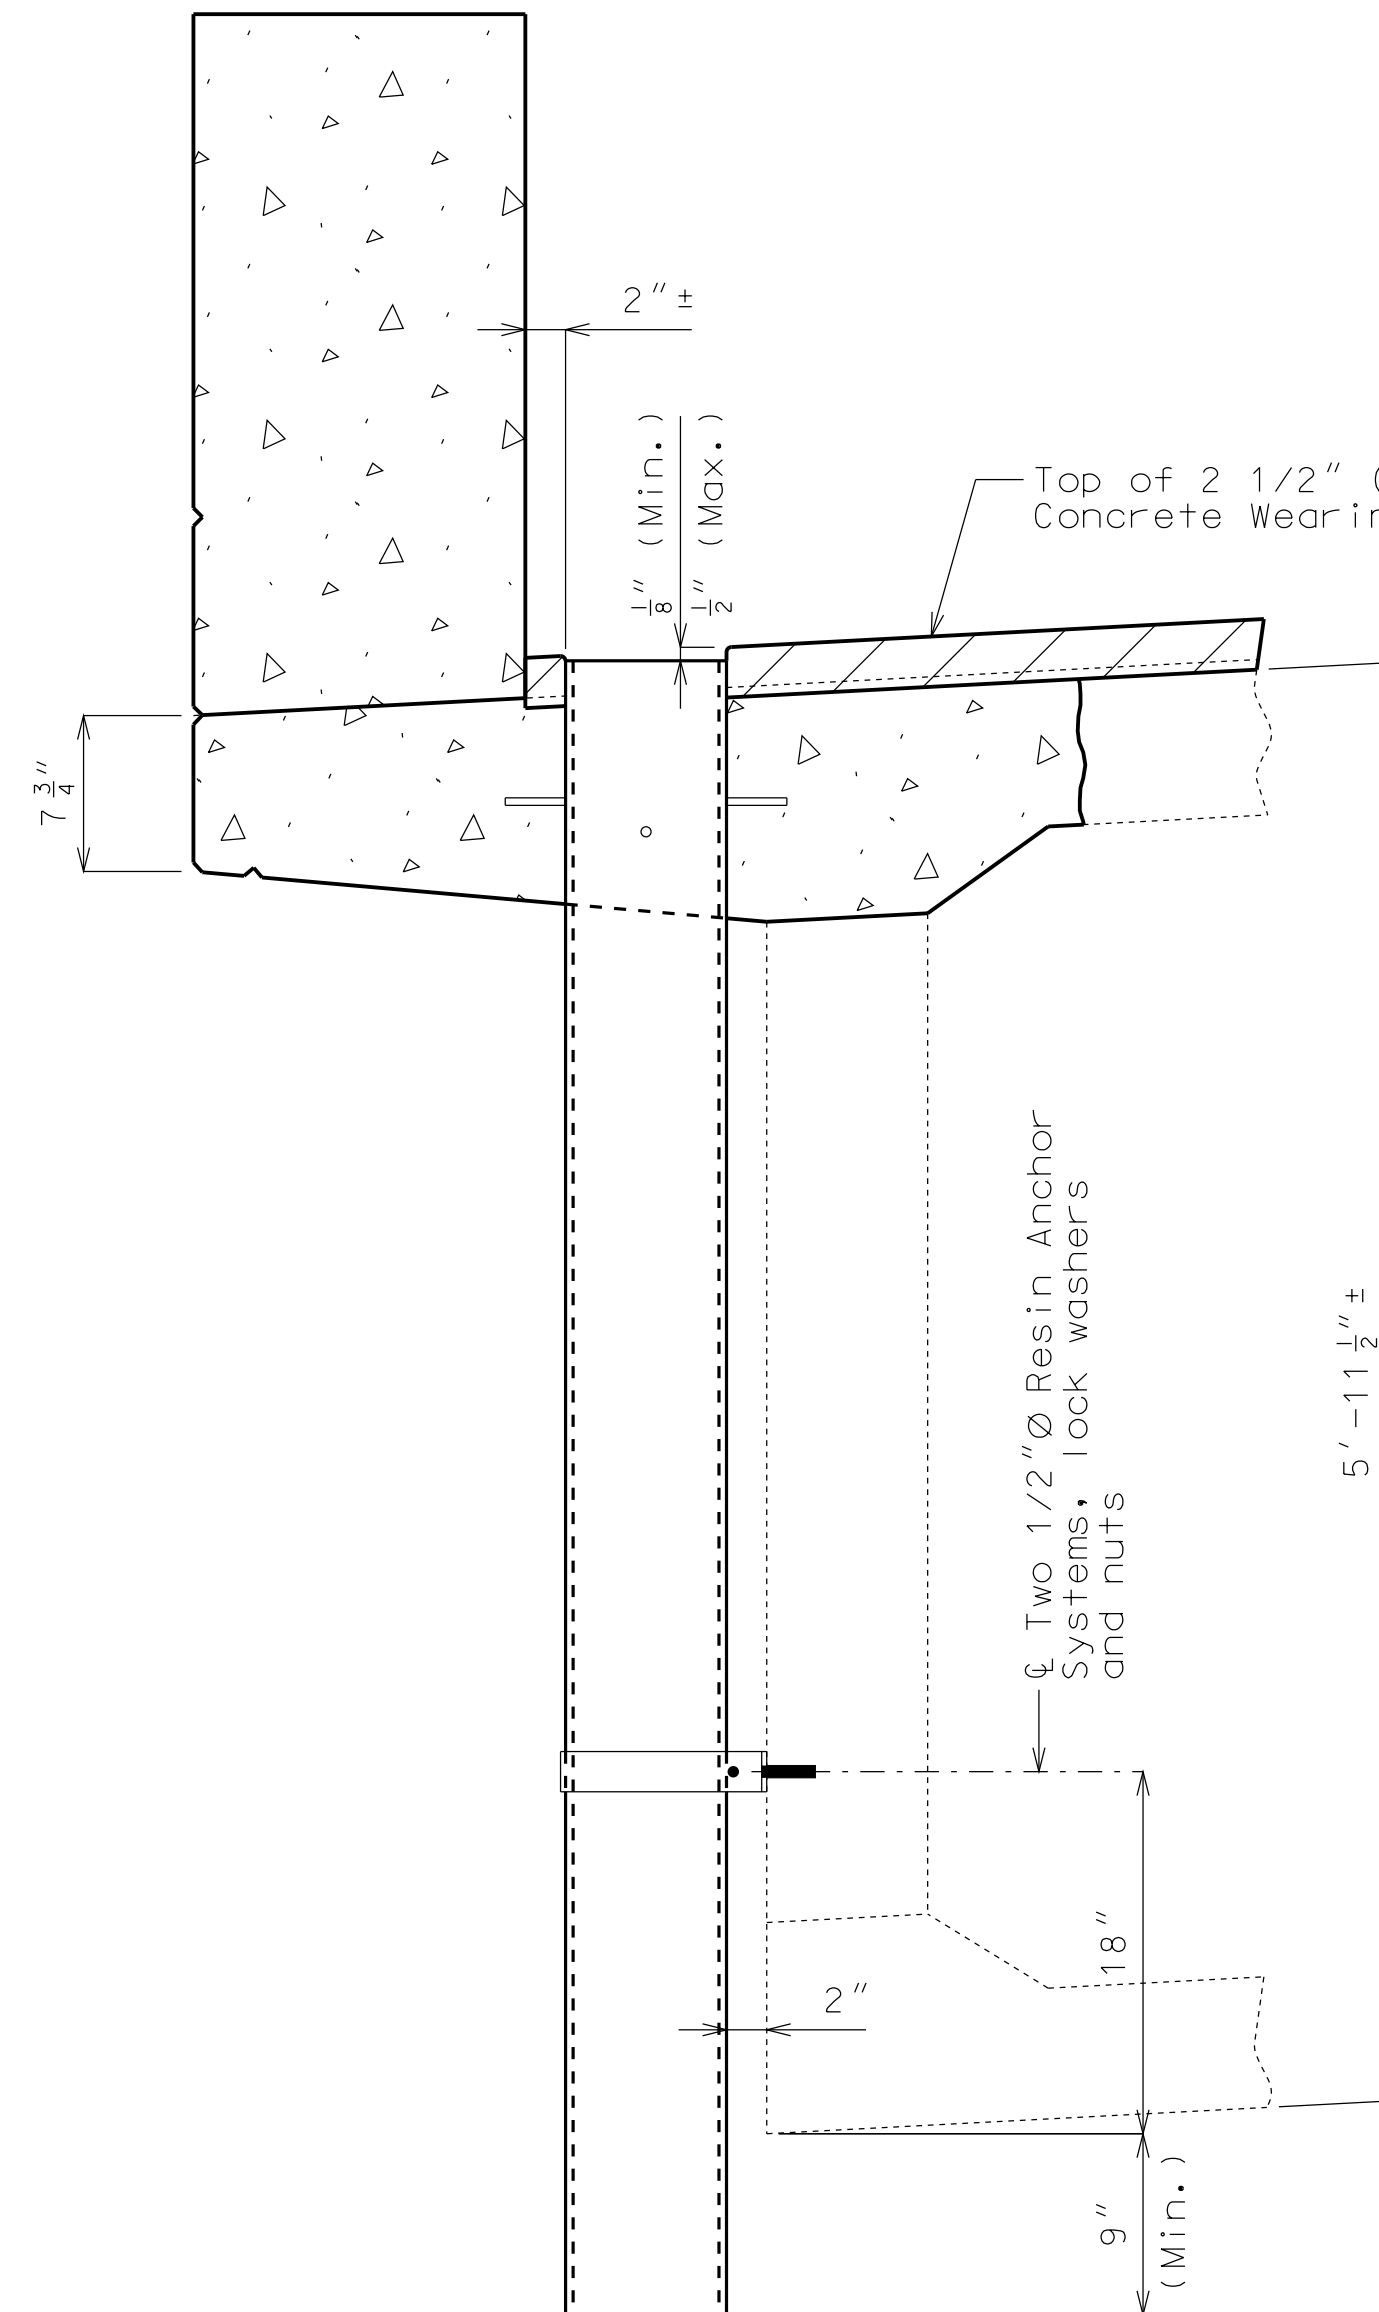 2"±
1/8" (Min.)
1/2" (Max.)
Top of 2 1/2" (
Concrete Wearin
7 3/4"
℄ Two 1/2"Ø Resin Anchor
Systems, lock washers
and nuts
5'-11 1/2"±
18"
2"
9"
(Min.)